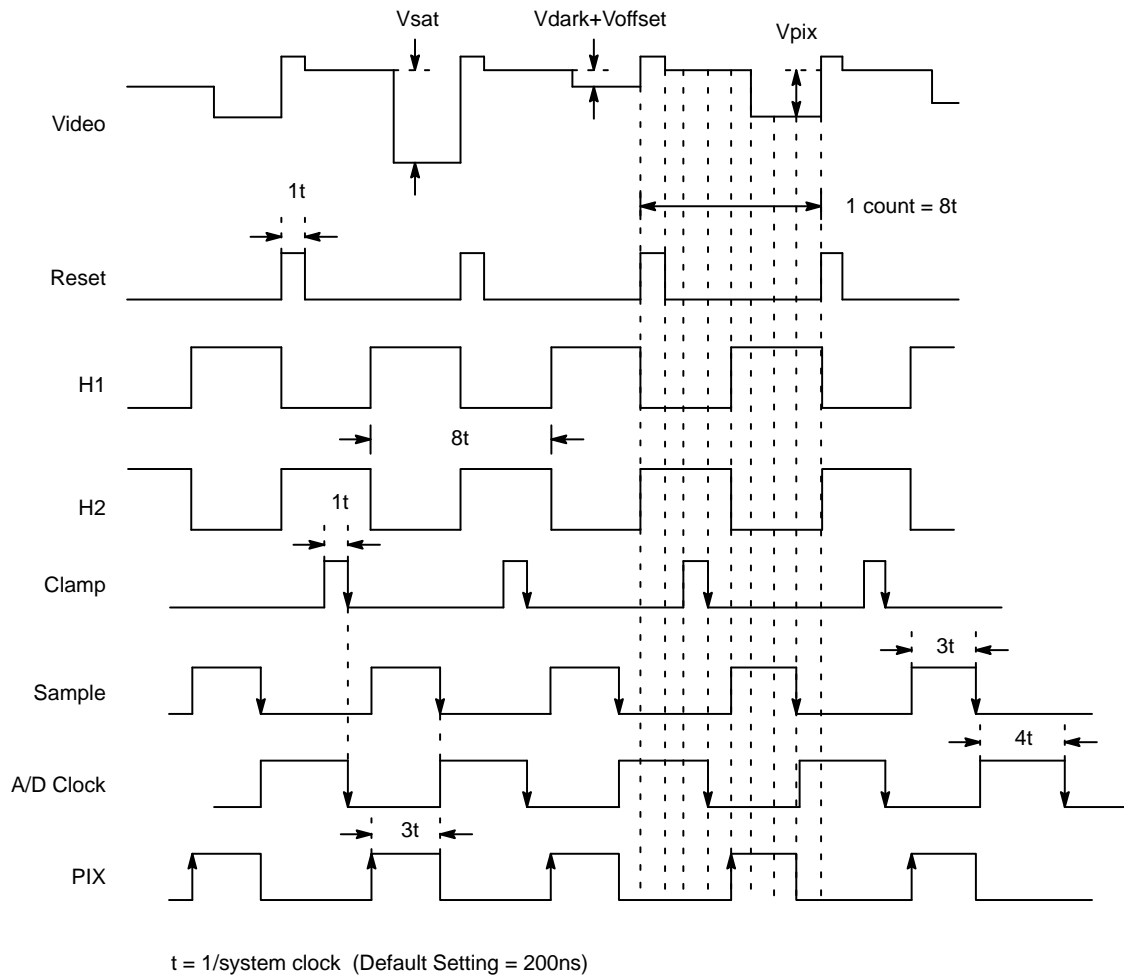 Vsat
Vdark+Voffset
Vpix
Video
1t
1 count = 8t
Reset
H1
8t
H2
1t
Clamp
3t
Sample
4t
A/D Clock
3t
PIX
t = 1/system clock (Default Setting = 200ns)